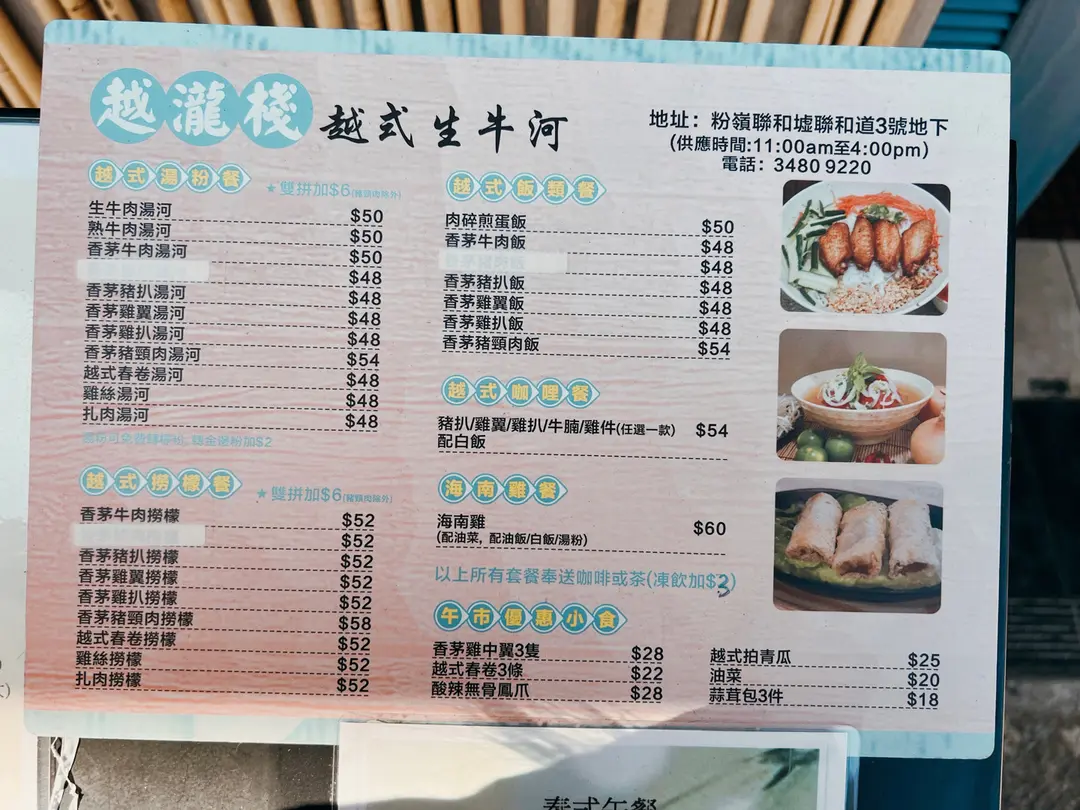 越瀧棧 越式生牛河
地址：粉嶺聯和墟聯和道3號地下
(供應時間:11:00am至4:00pm)
電話：3480 9220
越式湯粉餐 ★雙拼加$6(豬頸肉除外)
生牛肉湯河 $50
熟牛肉湯河 $50
香茅牛肉湯河 $50
$48
香茅豬扒湯河 $48
香茅雞翼湯河 $48
香茅雞扒湯河 $48
香茅豬頸肉湯河 $54
越式春卷湯河 $48
雞絲湯河 $48
扎肉湯河 $48
越式撈檬餐 ★雙拼加$6(豬頸肉除外)
香茅牛肉撈檬 $52
$52
香茅豬扒撈檬 $52
香茅雞翼撈檬 $52
香茅雞扒撈檬 $52
香茅豬頸肉撈檬 $58
越式春卷撈檬 $52
雞絲撈檬 $52
扎肉撈檬 $52
越式飯類餐
肉碎煎蛋飯 $50
香茅牛肉飯 $48
$48
香茅豬扒飯 $48
香茅雞翼飯 $48
香茅雞扒飯 $48
香茅豬頸肉飯 $54
越式咖喱餐
豬扒/雞翼/雞扒/牛腩/雞件(任選一款) $54
配白飯
海南雞餐
海南雞 $60
(配油菜, 配油飯/白飯/湯粉)
以上所有套餐奉送咖啡或茶(凍飲加$3)
午市優惠小食
香茅雞中翼3隻 $28
越式春卷3條 $22
酸辣無骨鳳爪 $28
越式拍青瓜 $25
油菜 $20
蒜茸包3件 $18
泰式午餐